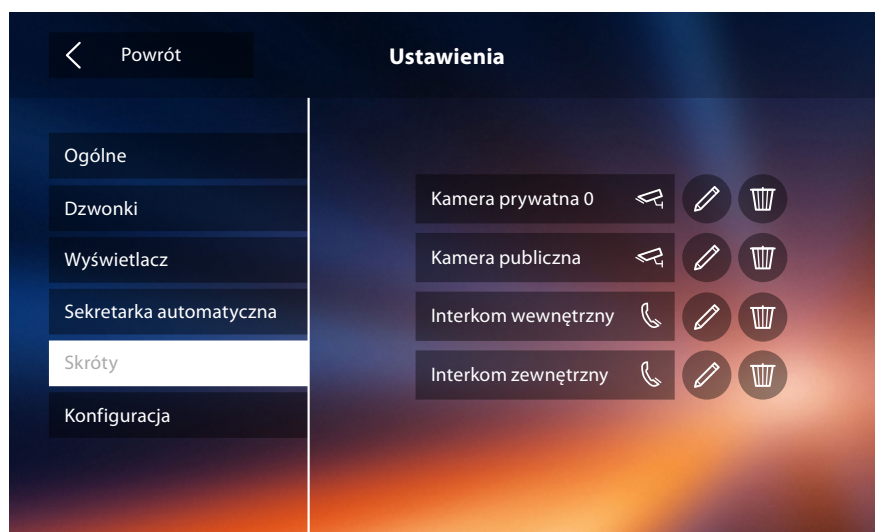 Powrót
Ustawienia
Ogólne
Dzwonki
Wyświetlacz
Sekretarka automatyczna
Skróty
Konfiguracja
Kamera prywatna 0
Kamera publiczna
Interkom wewnętrzny
Interkom zewnętrzny